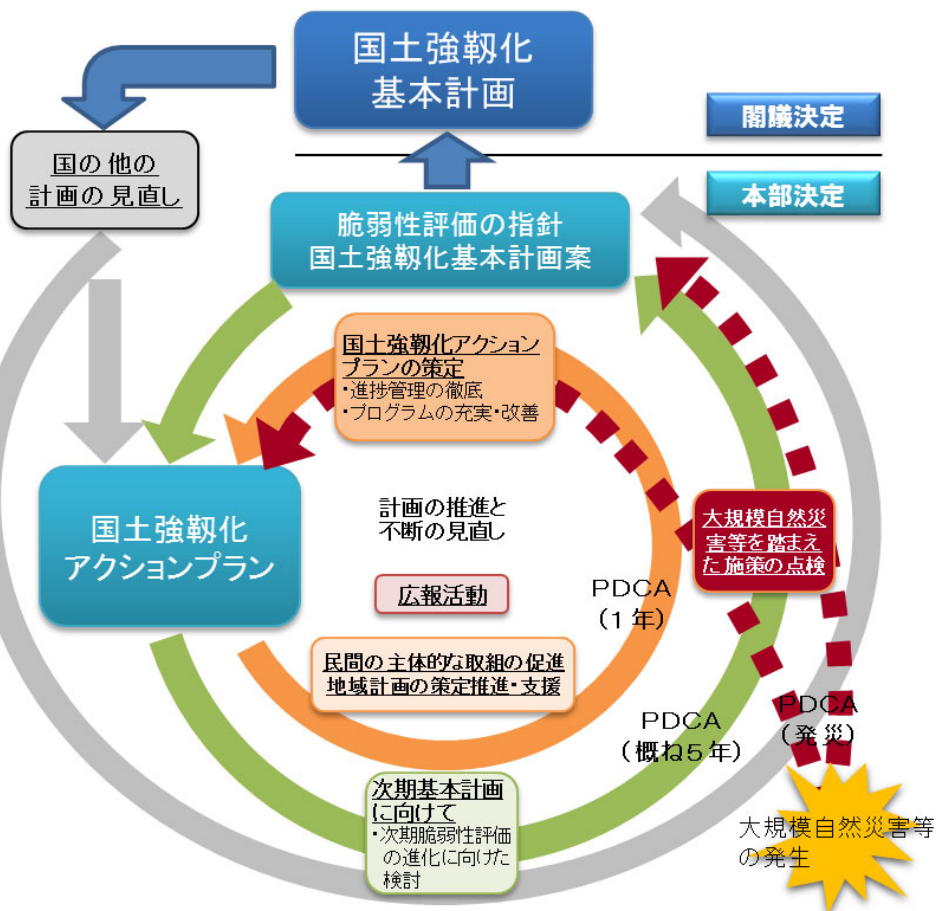 国土強靱化
基本計画
閣議決定
国の他の
計画の見直し
本部決定
脆弱性評価の指針
国土強靱化基本計画案
国土強靱化アクション
プランの策定
・進捗管理の徹底
・プログラムの充実・改善
国土強靱化
アクションプラン
計画の推進と
不断の見直し
大規模自然災
害等を踏まえ
た施策の点検
広報活動
PDCA
(1年)
民間の主体的な取組の促進
地域計画の策定推進・支援
PDCA
(概ね5年)
PDCA
(発災)
次期基本計画
に向けて
・次期脆弱性評価
の進化に向けた
検討
大規模自然災害等
の発生